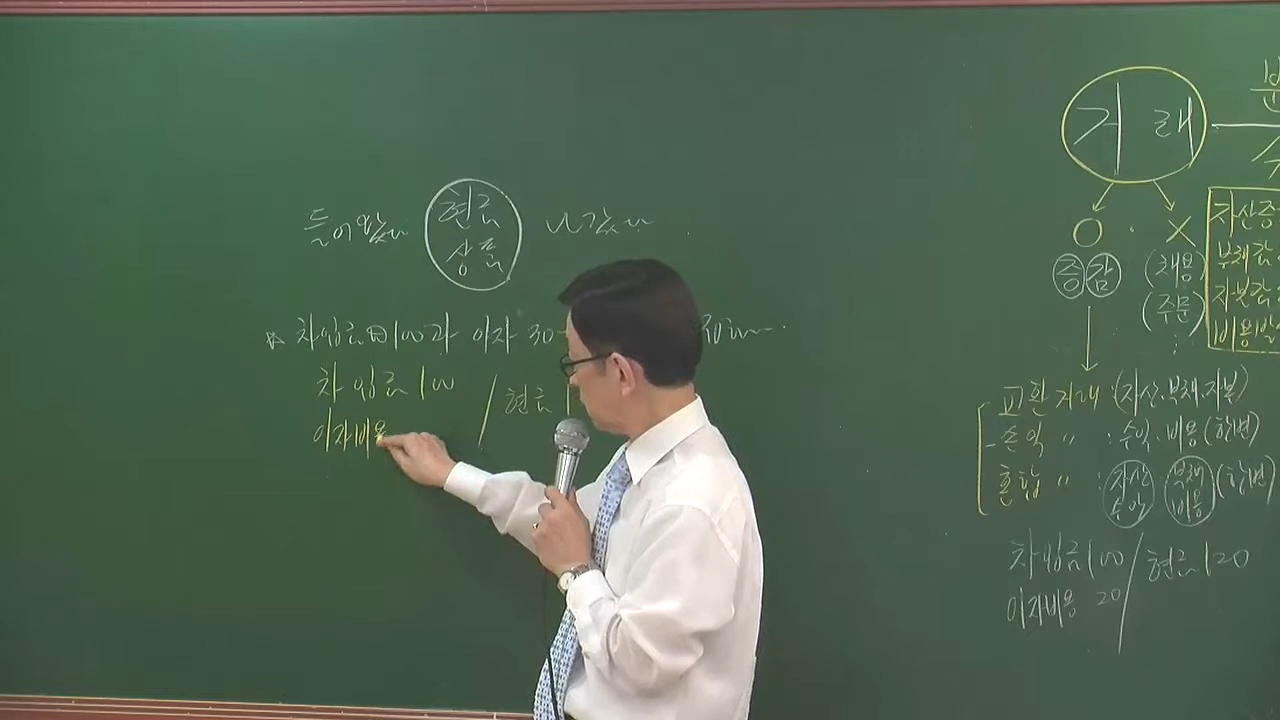 들어왔다 현금 상품 나갔다
차입금 100과 이자 30
차입금 100 / 현금 1
이자비용
거래
O · X
증 감 (채용)
(주문)
자산증
부채감
자본감
비용발
교환거래 (자산.부채.자본)
손익 〃 : 수익.비용 (한변)
혼합 〃 : 자산 수익 부채 비용 (한변)
차입금 100 / 현금 120
이자비용 20